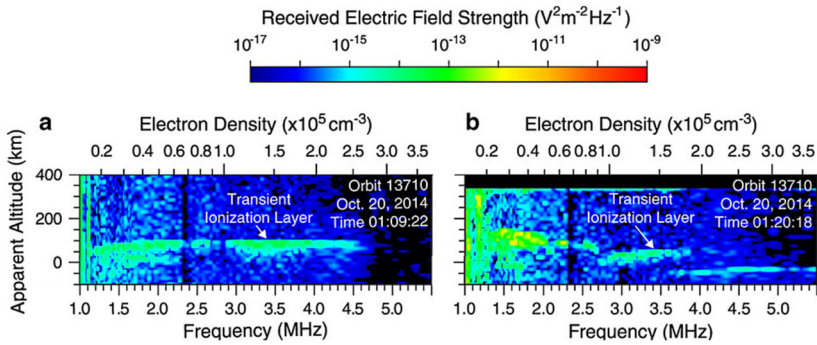 Received Electric Field Strength (V²m⁻²Hz⁻¹)
10⁻¹⁷ 10⁻¹⁵ 10⁻¹³ 10⁻¹¹ 10⁻⁹
a Electron Density (x10⁵cm⁻³)
0.2 0.4 0.6 0.8 1.0 1.5 2.0 2.5 3.0 3.5
Apparent Altitude (km)
400
200
0
Orbit 13710
Oct. 20, 2014
Time 01:09:22
Transient
Ionization Layer
1.0 1.5 2.0 2.5 3.0 3.5 4.0 4.5 5.0
Frequency (MHz)
b Electron Density (x10⁵cm⁻³)
0.2 0.4 0.6 0.8 1.0 1.5 2.0 2.5 3.0 3.5
Orbit 13710
Oct. 20, 2014
Time 01:20:18
Transient
Ionization Layer
1.0 1.5 2.0 2.5 3.0 3.5 4.0 4.5 5.0
Frequency (MHz)